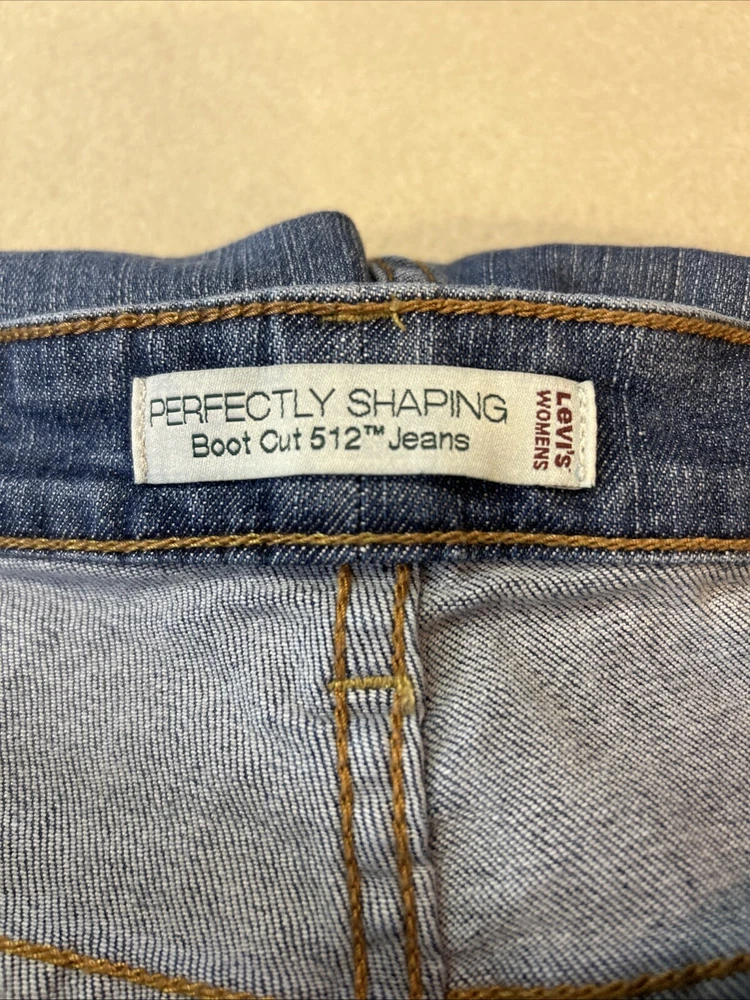 PERFECTLY SHAPING
Boot Cut 512™ Jeans
Levi's
WOMENS